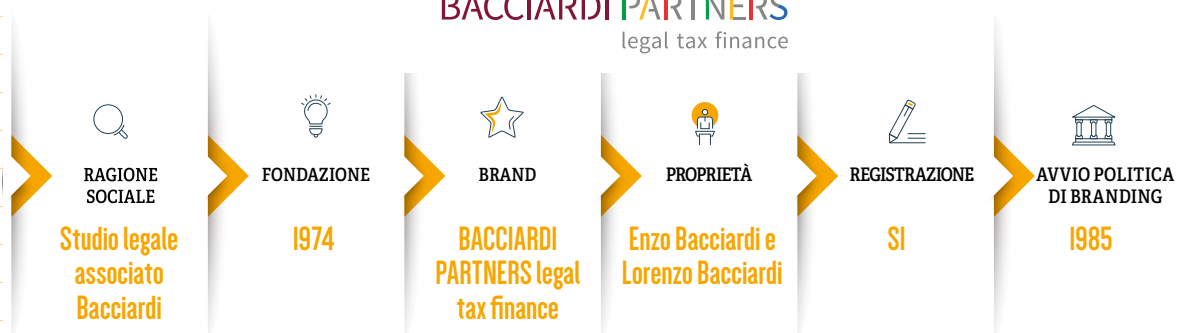 BACCIARDI PARTNERS
legal tax finance
RAGIONE
SOCIALE
Studio legale
associato
Bacciardi
FONDAZIONE
1974
BRAND
BACCIARDI
PARTNERS legal
tax finance
PROPRIETÀ
Enzo Bacciardi e
Lorenzo Bacciardi
REGISTRAZIONE
SI
AVVIO POLITICA
DI BRANDING
1985